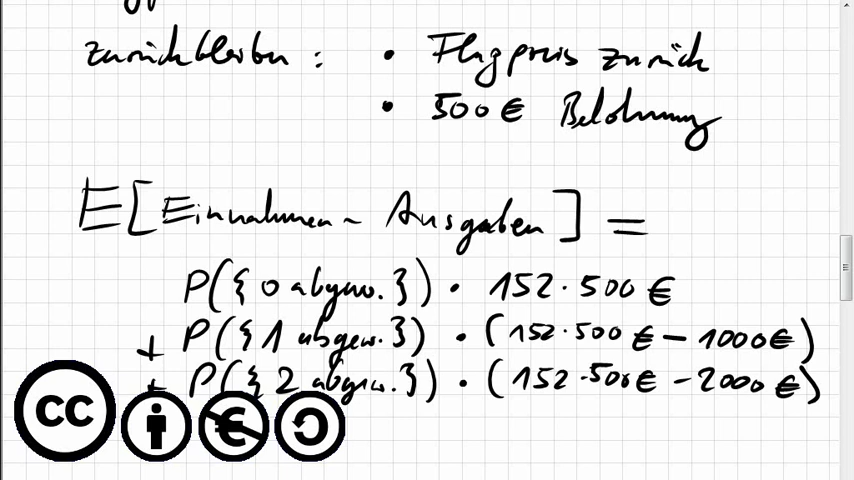 zurückbleiben : • Flugpreis zurück
• 500 € Belohnung
E[Einnahmen - Ausgaben] =
P({0 abgew.}) · 152·500 €
+ P({1 abgew.}) · (152·500 € - 1000 €)
+ P({2 abgew.}) · (152·500 € - 2000 €)
cc